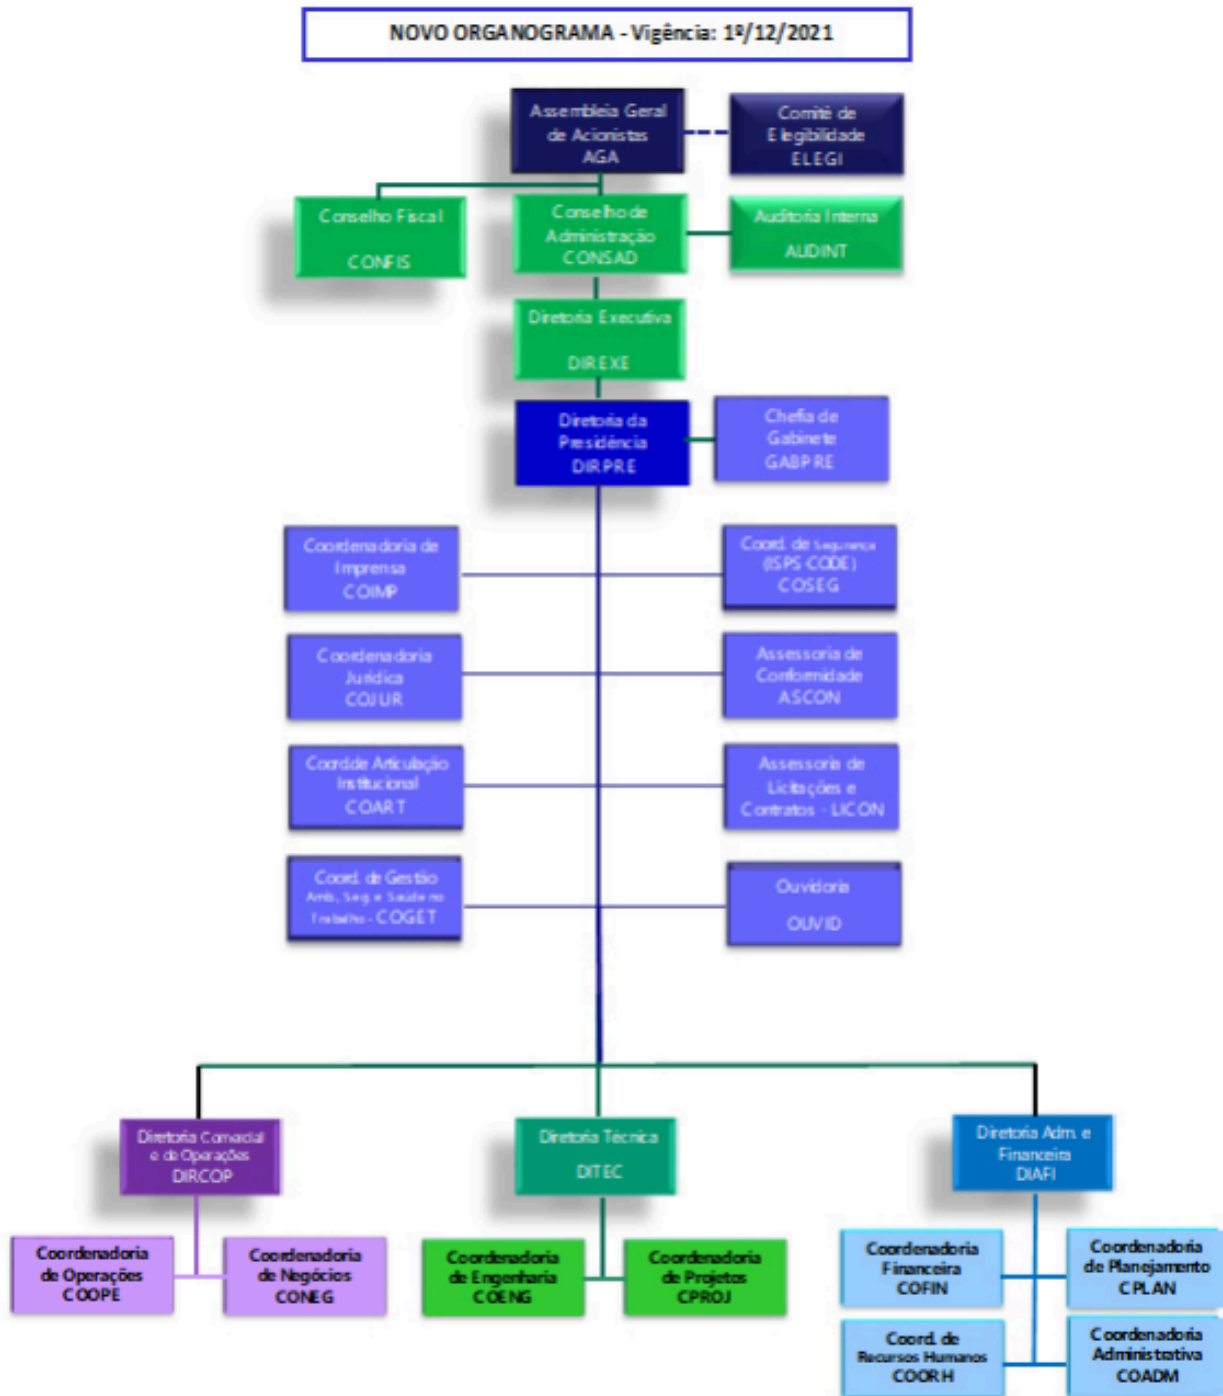 NOVO ORGANOGRAMA - Vigência: 1º/12/2021
Assembleia Geral
de Acionistas
AGA
Comitê de
Elegibilidade
ELEGI
Conselho Fiscal
CONFIS
Conselho de
Administração
CONSAD
Auditoria Interna
AUDINT
Diretoria Executiva
DIREXE
Diretoria da
Presidência
DIRPRE
Chefia de
Gabinete
GABPRE
Coordenadoria de
Imprensa
COIMP
Coord. de Segurança
(ISPS-CODE)
COSEG
Coordenadoria
Jurídica
COJUR
Assessoria de
Conformidade
ASCON
Coord.de Articulação
Institucional
COART
Assessoria de
Licitações e
Contratos - LICON
Coord. de Gestão
Amb., Seg. e Saúde no
Trabalho - COGET
Ouvidoria
OUVID
Diretoria Comercial
e de Operações
DIRCOP
Diretoria Técnica
DITEC
Diretoria Adm. e
Financeira
DIAFI
Coordenadoria
de Operações
COOPE
Coordenadoria
de Negócios
CONEG
Coordenadoria
de Engenharia
COENG
Coordenadoria
de Projetos
CPROJ
Coordenadoria
Financeira
COFIN
Coordenadoria
de Planejamento
CPLAN
Coord. de
Recursos Humanos
COORH
Coordenadoria
Administrativa
COADM